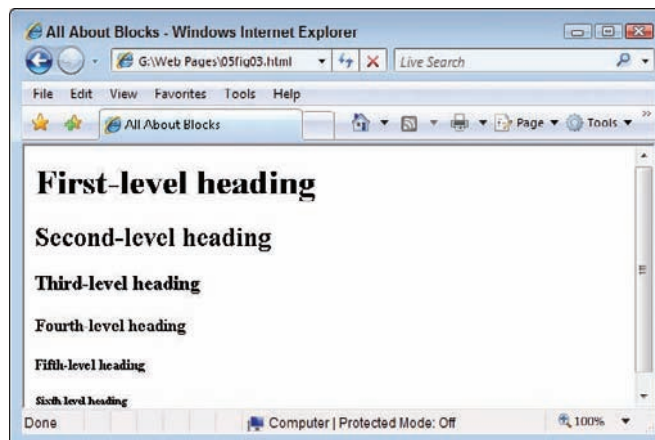 All About Blocks - Windows Internet Explorer
G:\Web Pages\05fig03.html
Live Search
File Edit View Favorites Tools Help
All About Blocks
Page Tools
First-level heading
Second-level heading
Third-level heading
Fourth-level heading
Fifth-level heading
Sixth level heading
Done
Computer | Protected Mode: Off
100%